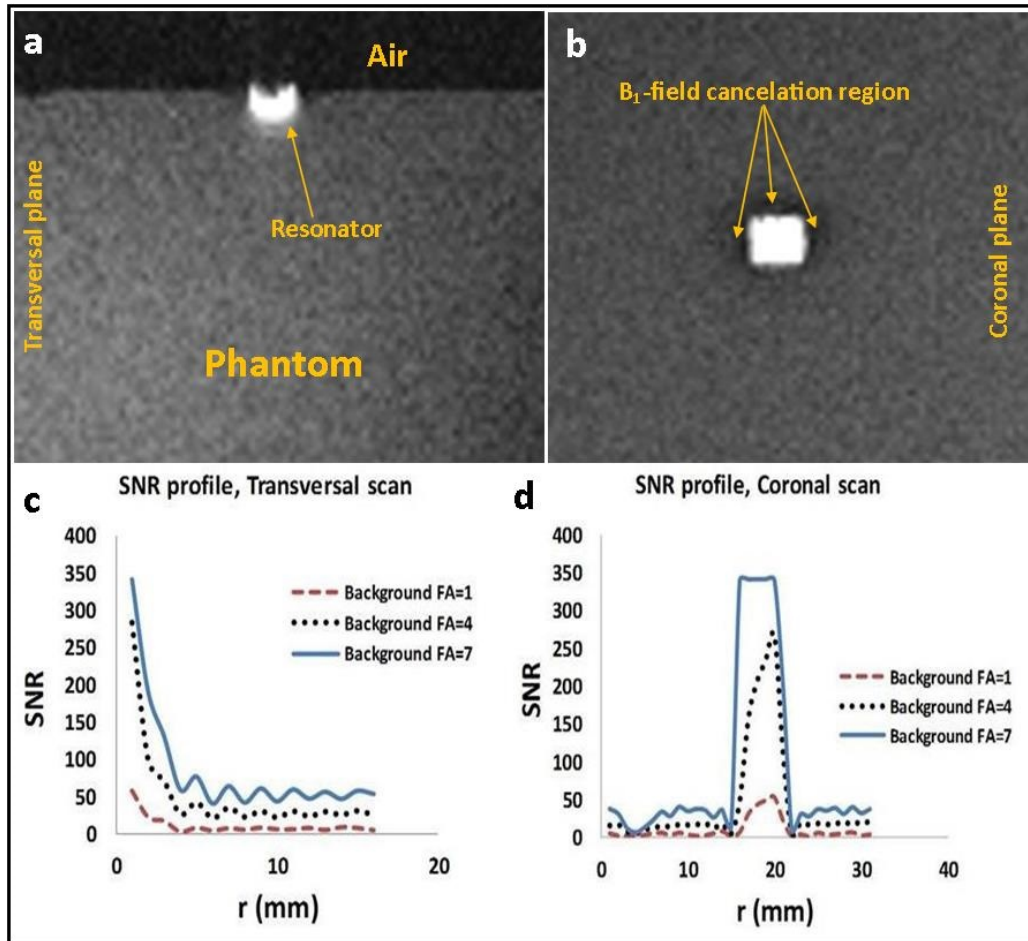 a
Air
Transversal plane
Resonator
Phantom
b
B₁-field cancelation region
Coronal plane
c
SNR profile, Transversal scan
SNR
400
350
300
250
200
150
100
50
0
Background FA=1
Background FA=4
Background FA=7
0
10
20
r (mm)
d
SNR profile, Coronal scan
SNR
400
350
300
250
200
150
100
50
0
Background FA=1
Background FA=4
Background FA=7
0
10
20
30
40
r (mm)